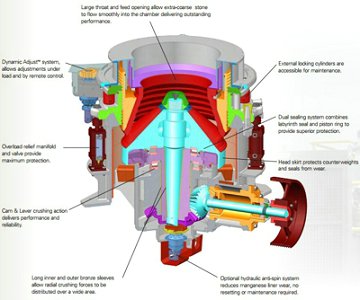 Large throat and feed opening allow extra-coarse stone
to flow smoothly into the chamber delivering outstanding
performance.
Dynamic Adjust™ system,
allows adjustments under
load and by remote control.
External locking cylinders are
accessible for maintenance.
Dual sealing system combines
labyrinth seal and piston ring to
provide superior protection.
Overload relief manifold
and valve provide
maximum protection.
Head skirt protects counterweights
and seals from wear.
Cam & Lever crushing action
delivers performance and
reliability.
Long inner and outer bronze sleeves
allow radial crushing forces to be
distributed over a wide area.
Optional hydraulic anti-spin system
reduces manganese liner wear, no
resetting or maintenance required.